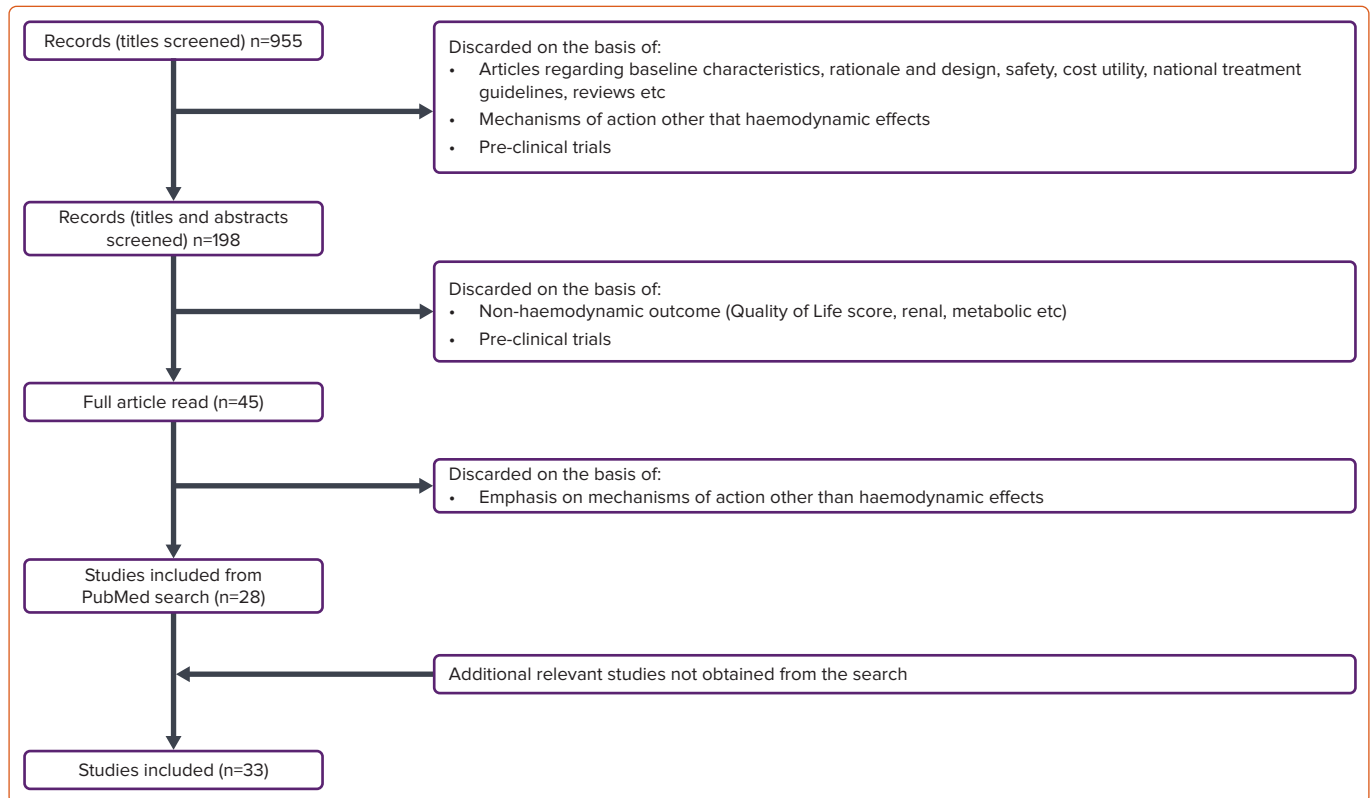 Records (titles screened) n=955
Discarded on the basis of:
• Articles regarding baseline characteristics, rationale and design, safety, cost utility, national treatment
guidelines, reviews etc
• Mechanisms of action other that haemodynamic effects
• Pre-clinical trials
Records (titles and abstracts
screened) n=198
Discarded on the basis of:
• Non-haemodynamic outcome (Quality of Life score, renal, metabolic etc)
• Pre-clinical trials
Full article read (n=45)
Discarded on the basis of:
• Emphasis on mechanisms of action other than haemodynamic effects
Studies included from
PubMed search (n=28)
Additional relevant studies not obtained from the search
Studies included (n=33)